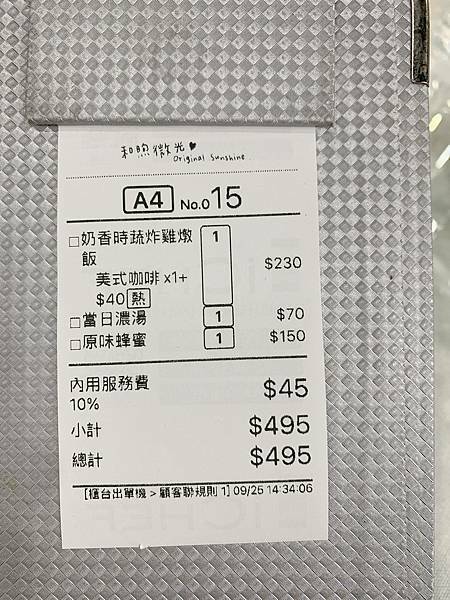 和煦微光♥
Original Sunshine.
A4 No.015
□奶香時蔬炸雞燉飯 1 $230
美式咖啡 x1+
$40 熱
□當日濃湯 1 $70
□原味蜂蜜 1 $150
內用服務費 $45
10%
小計 $495
總計 $495
[櫃台出單機 > 顧客聯規則 1] 09/25 14:34:06